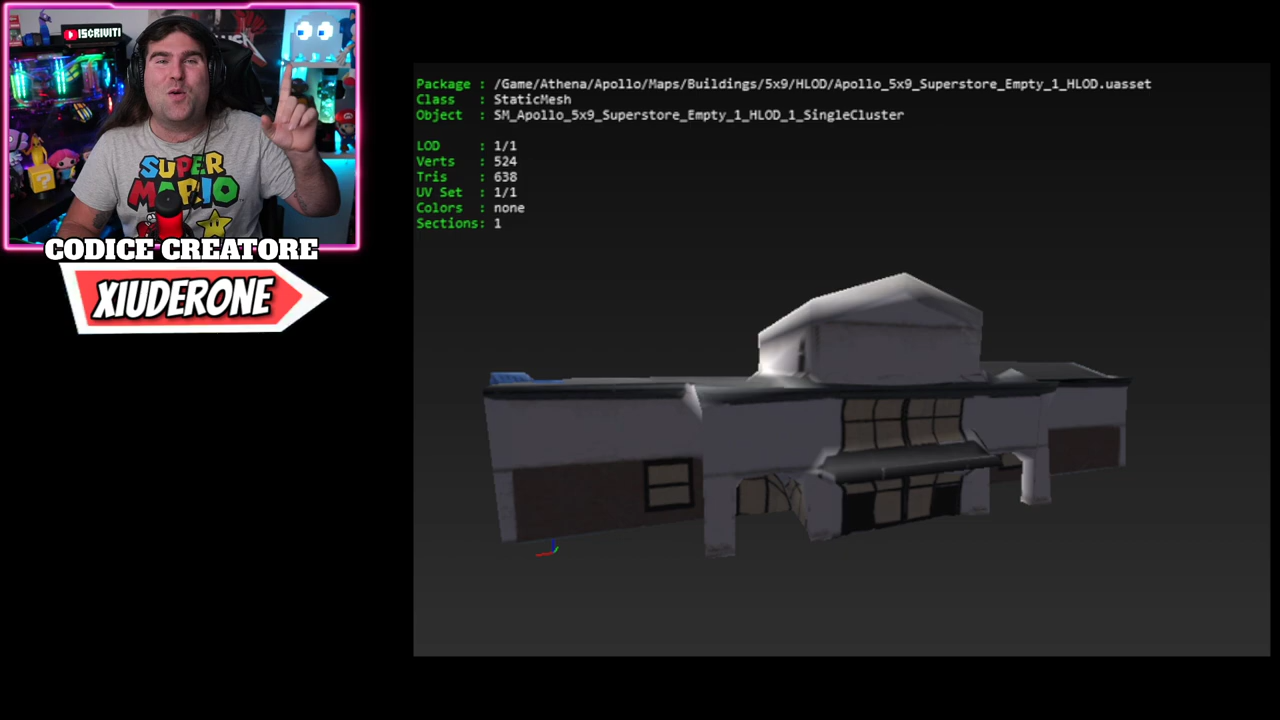 ISCRIVITI
SUPER
MARIO
CODICE CREATORE
XIUDERONE
Package : /Game/Athena/Apollo/Maps/Buildings/5x9/HLOD/Apollo_5x9_Superstore_Empty_1_HLOD.uasset
Class : StaticMesh
Object : SM_Apollo_5x9_Superstore_Empty_1_HLOD_1_SingleCluster
LOD : 1/1
Verts : 524
Tris : 638
UV Set : 1/1
Colors : none
Sections: 1